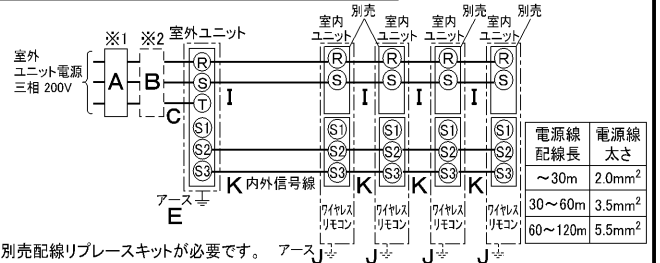 ※1 ※2 室外ユニット
別売 別売 別売
室内ユニット 室内ユニット 室内ユニット 室内ユニット
室外
ユニット電源
三相 200V
A B C
R S T S1 S2 S3
R S S1 S2 S3
R S S1 S2 S3
R S S1 S2 S3
R S S1 S2 S3
I I I I
K 内外信号線 K K K
アース
E
ワイヤレスリモコン ワイヤレスリモコン ワイヤレスリモコン ワイヤレスリモコン
電源線配線長 電源線太さ
~30m 2.0mm²
30~60m 3.5mm²
60~120m 5.5mm²
別売配線リプレースキットが必要です。 アース J J J J